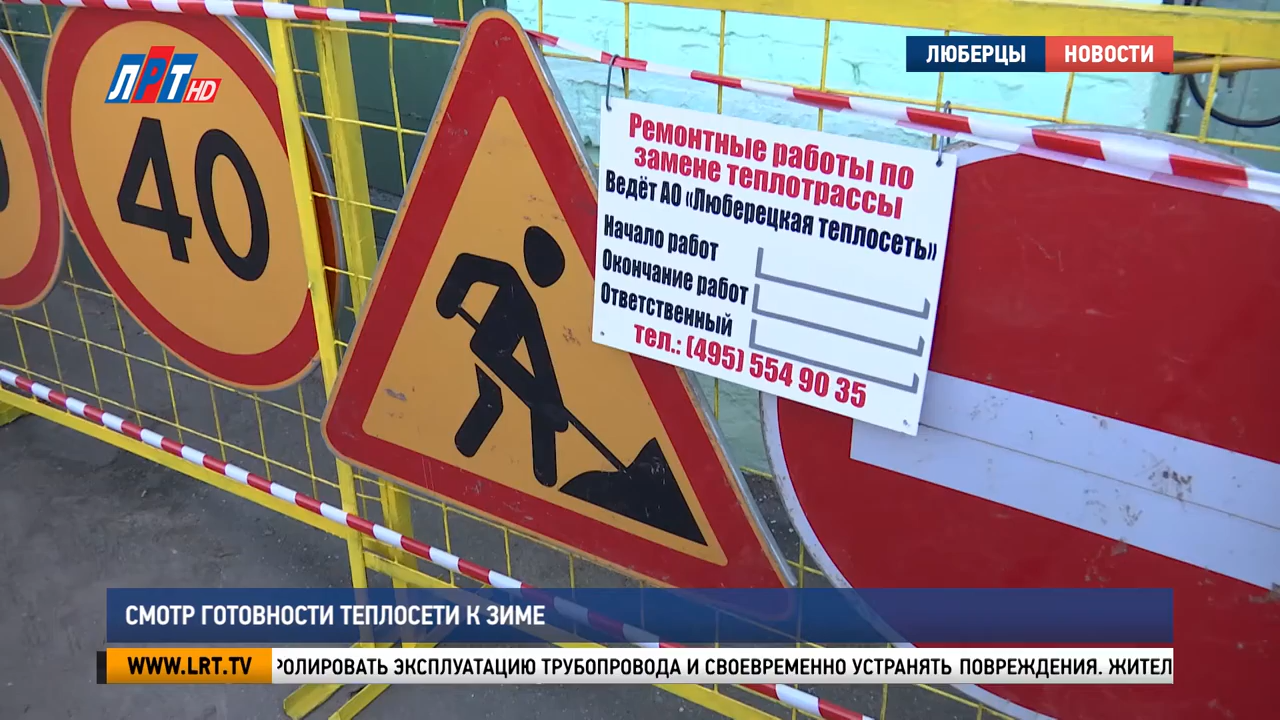 ЛРТ HD
ЛЮБЕРЦЫ НОВОСТИ
40
Ремонтные работы по
замене теплотрассы
Ведёт АО «Люберецкая теплосеть»
Начало работ
Окончание работ
Ответственный
тел.: (495) 554 90 35
СМОТР ГОТОВНОСТИ ТЕПЛОСЕТИ К ЗИМЕ
WWW.LRT.TV РОЛИРОВАТЬ ЭКСПЛУАТАЦИЮ ТРУБОПРОВОДА И СВОЕВРЕМЕННО УСТРАНЯТЬ ПОВРЕЖДЕНИЯ. ЖИТЕЛ